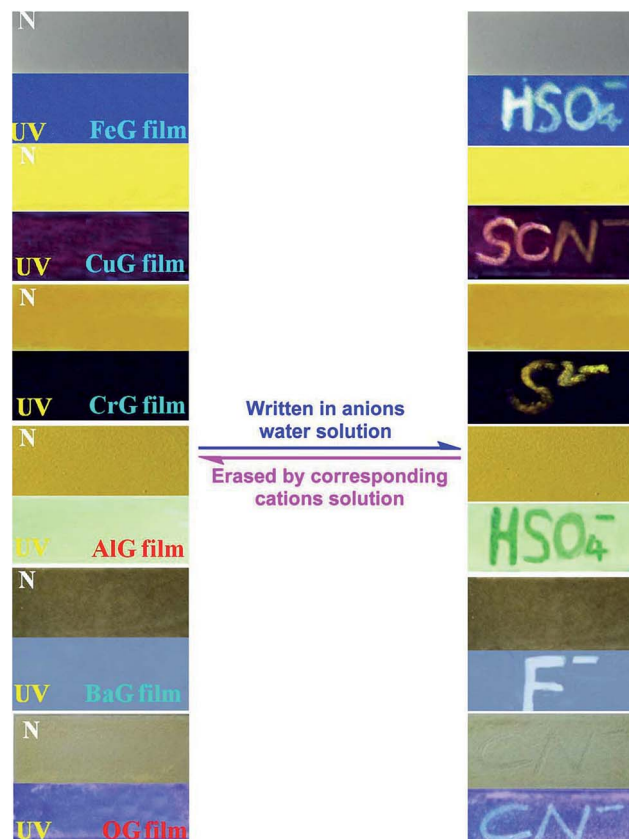 N
UV FeG film
HSO₄⁻
N
UV CuG film
SCN⁻
N
UV CrG film
S²⁻
Written in anions
water solution
Erased by corresponding
cations solution
N
UV AlG film
HSO₄⁻
N
UV BaG film
F⁻
N
CN⁻
UV OG film
CN⁻